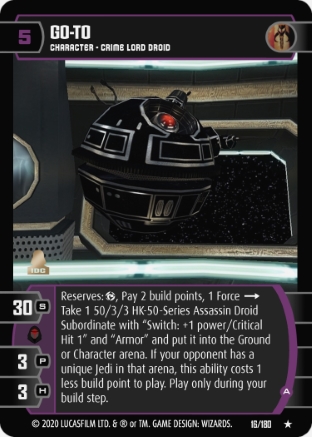 5
GO-TO
CHARACTER - CRIME LORD DROID
Reserves: , Pay 2 build points, 1 Force
30 S
Take 1 50/3/3 HK-50-Series Assassin Droid
Subordinate with "Switch: +1 power/Critical
Hit 1" and "Armor" and put it into the Ground
3 P
or Character arena. If your opponent has a
unique Jedi in that arena, this ability costs 1
3 H
less build point to play. Play only during your
build step.
A
© 2020 LUCASFILM LTD. & ® or TM. GAME DESIGN: WIZARDS.
16/180